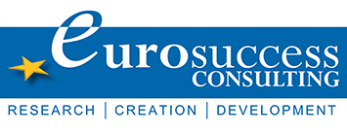 eurosuccess
CONSULTING
RESEARCH | CREATION | DEVELOPMENT